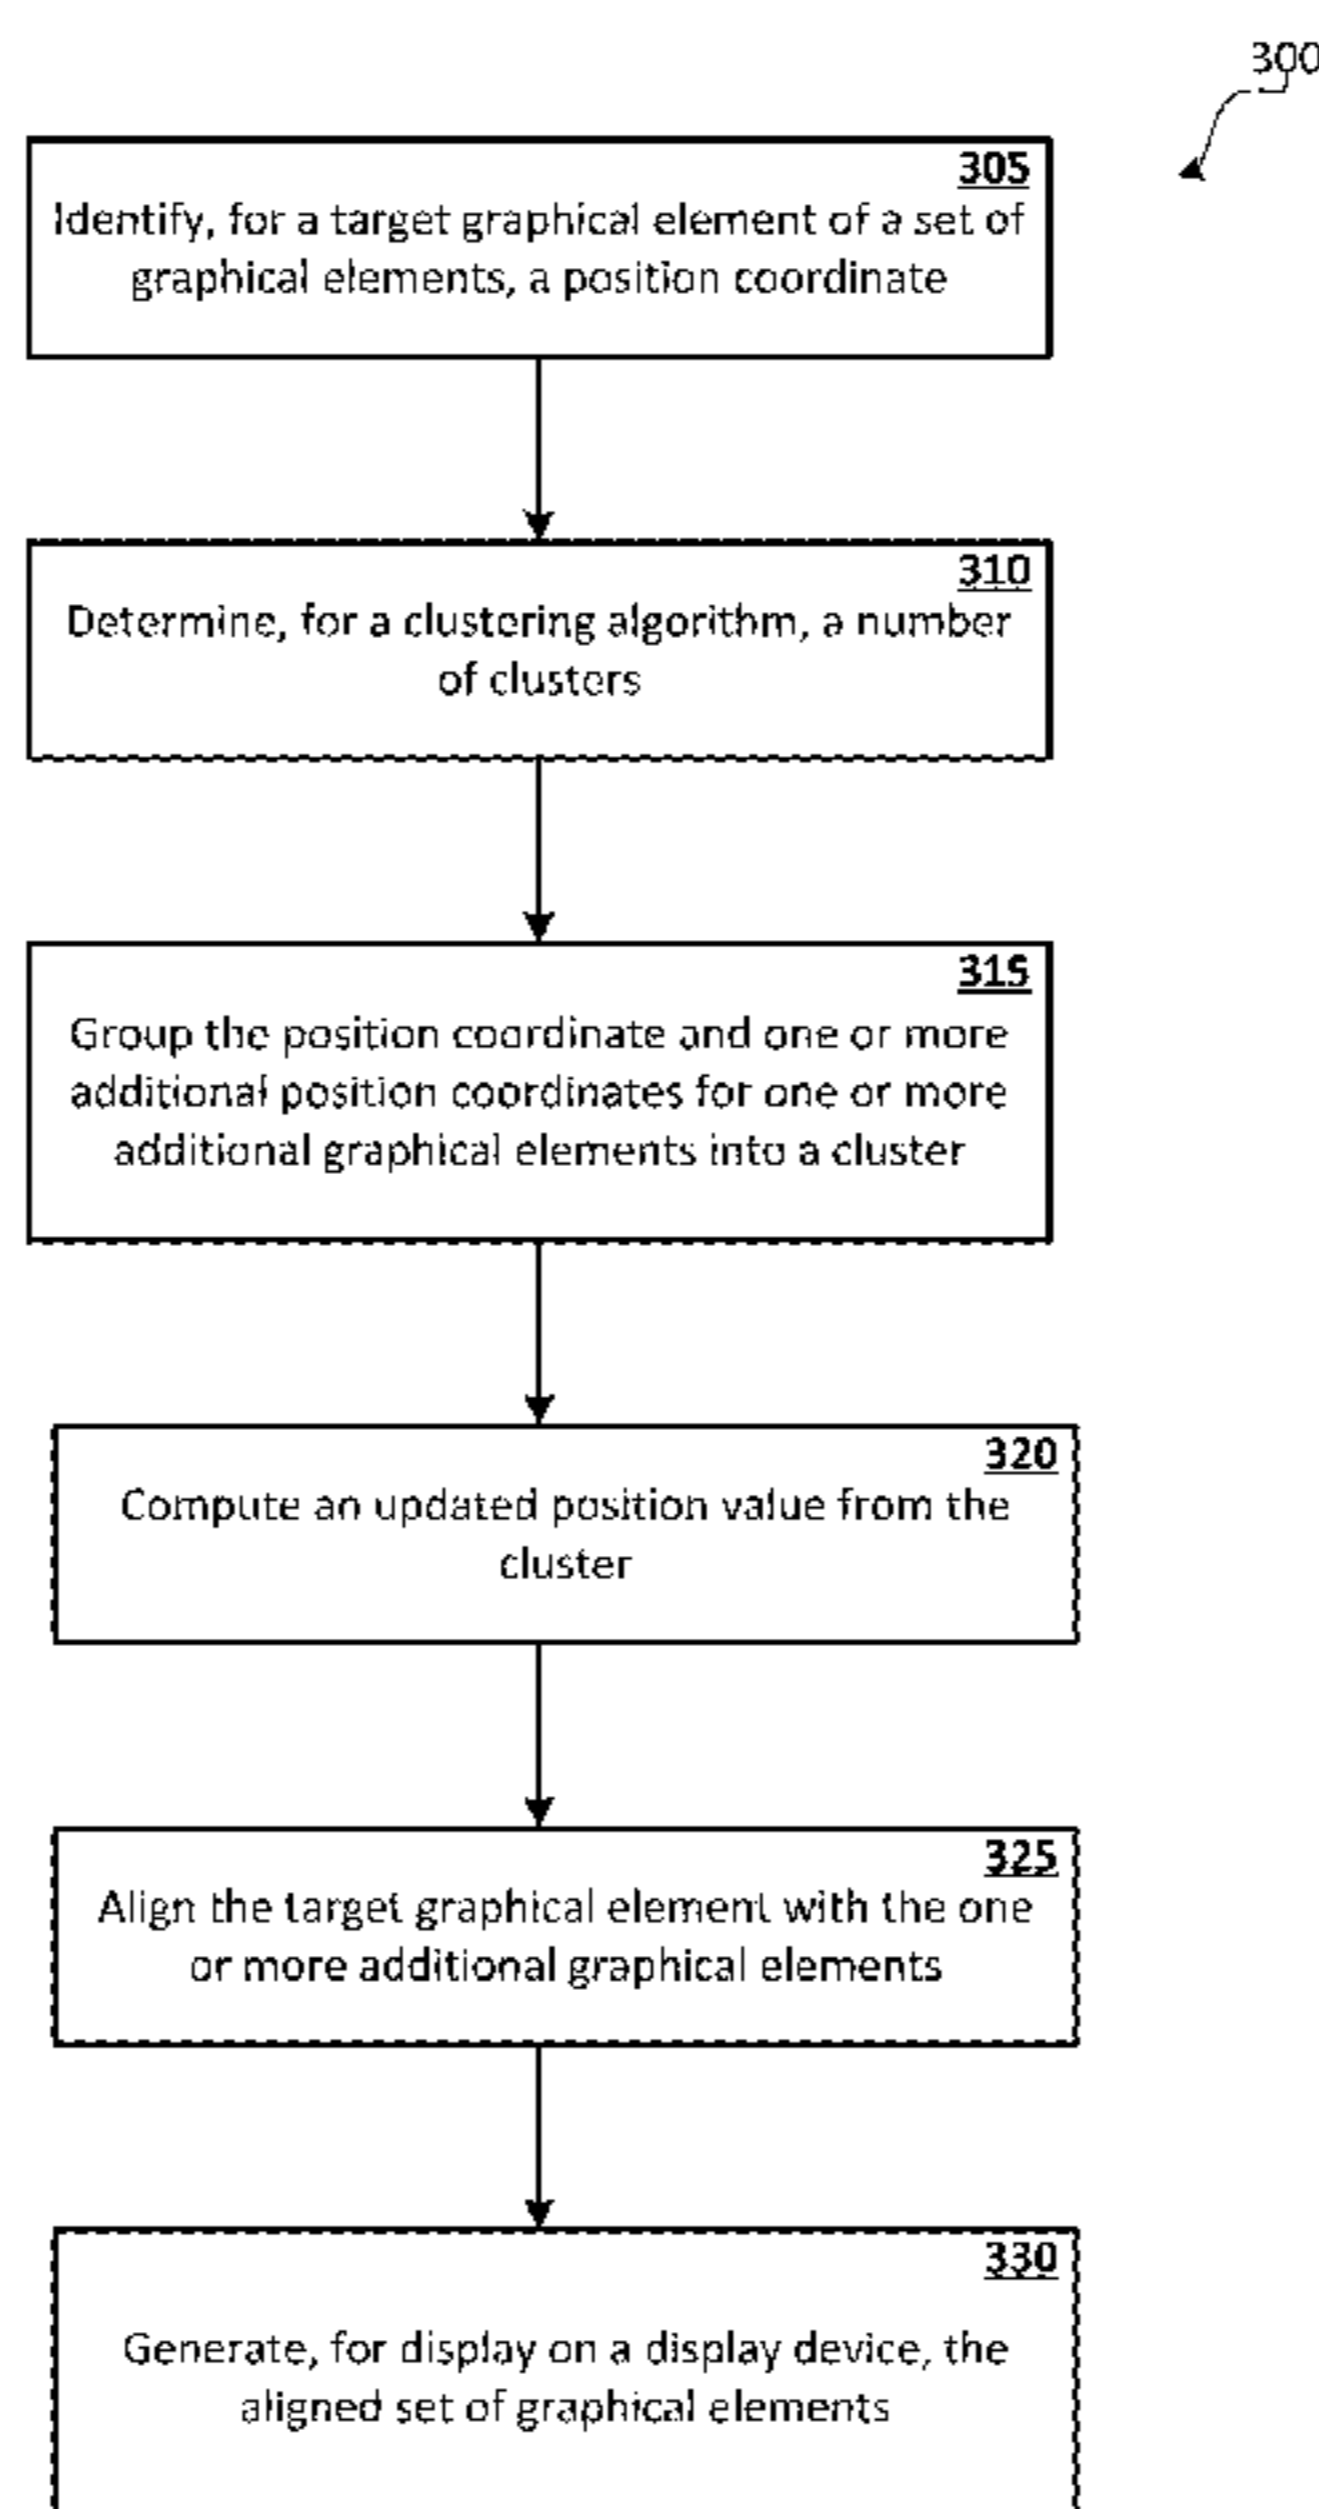 300
305
Identify, for a target graphical element of a set of
graphical elements, a position coordinate
310
Determine, for a clustering algorithm, a number
of clusters
315
Group the position coordinate and one or more
additional position coordinates for one or more
additional graphical elements into a cluster
320
Compute an updated position value from the
cluster
325
Align the target graphical element with the one
or more additional graphical elements
330
Generate, for display on a display device, the
aligned set of graphical elements